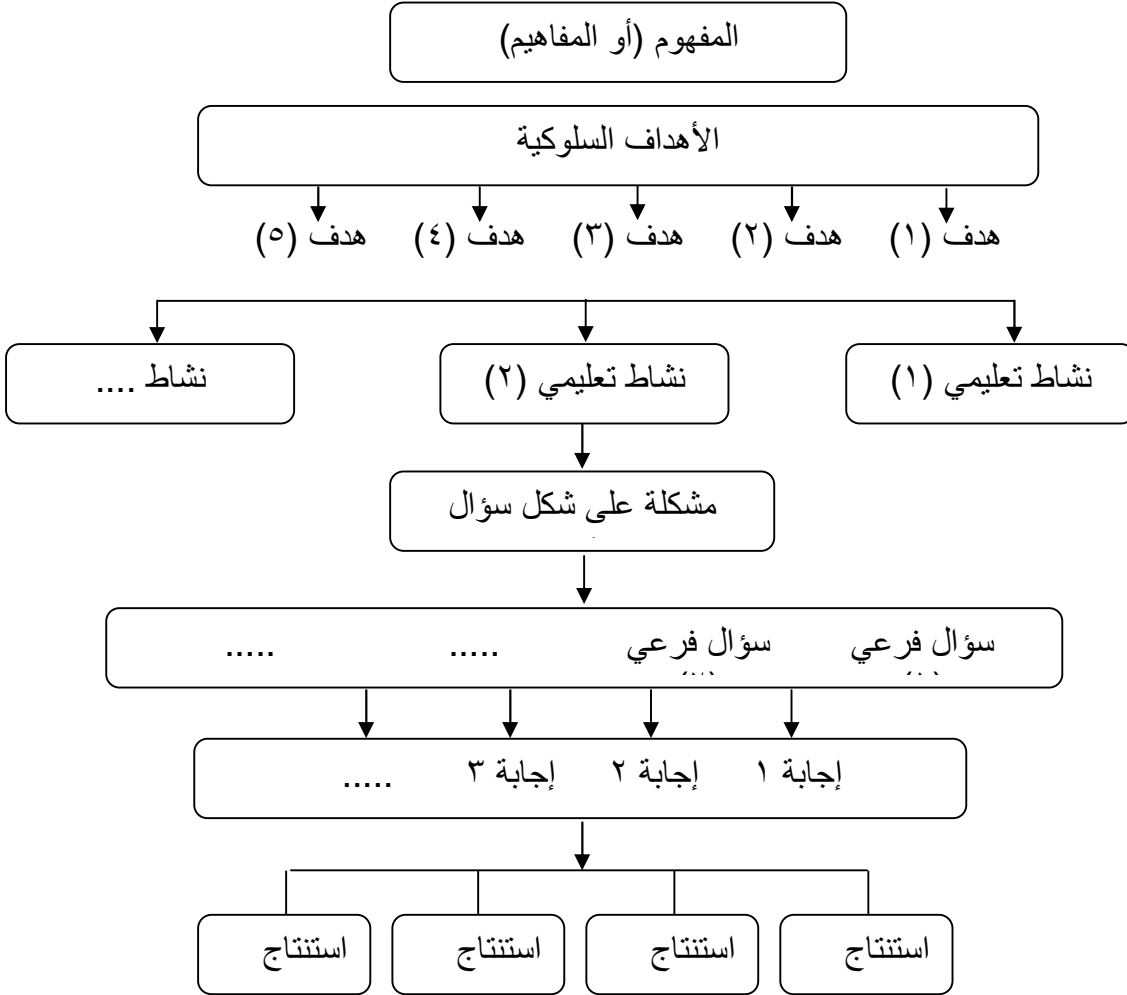 المفهوم (أو المفاهيم)
الأهداف السلوكية
هدف (١) هدف (٢) هدف (٣) هدف (٤) هدف (٥)
نشاط تعليمي (١) نشاط تعليمي (٢) نشاط ....
مشكلة على شكل سؤال
سؤال فرعي سؤال فرعي ..... .....
إجابة ١ إجابة ٢ إجابة ٣ .....
استنتاج استنتاج استنتاج استنتاج